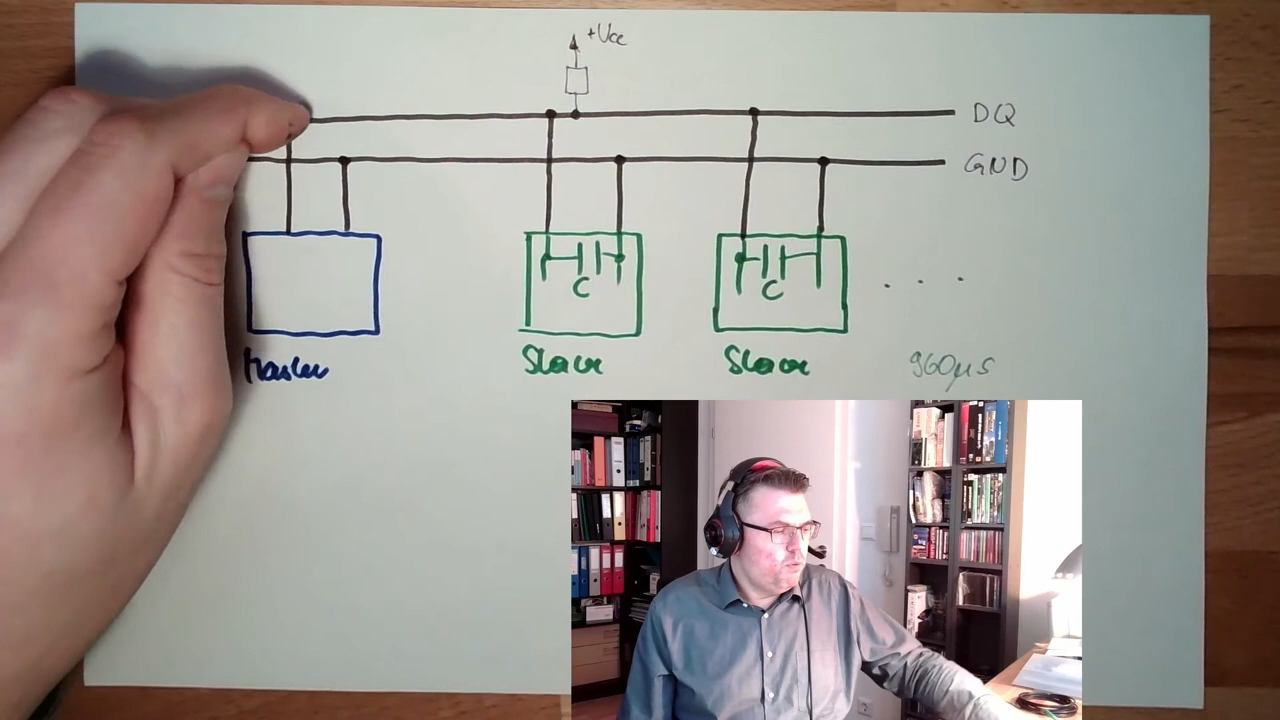 +Vcc
DQ
GND
C
C
Master
Slave
Slave
960µs